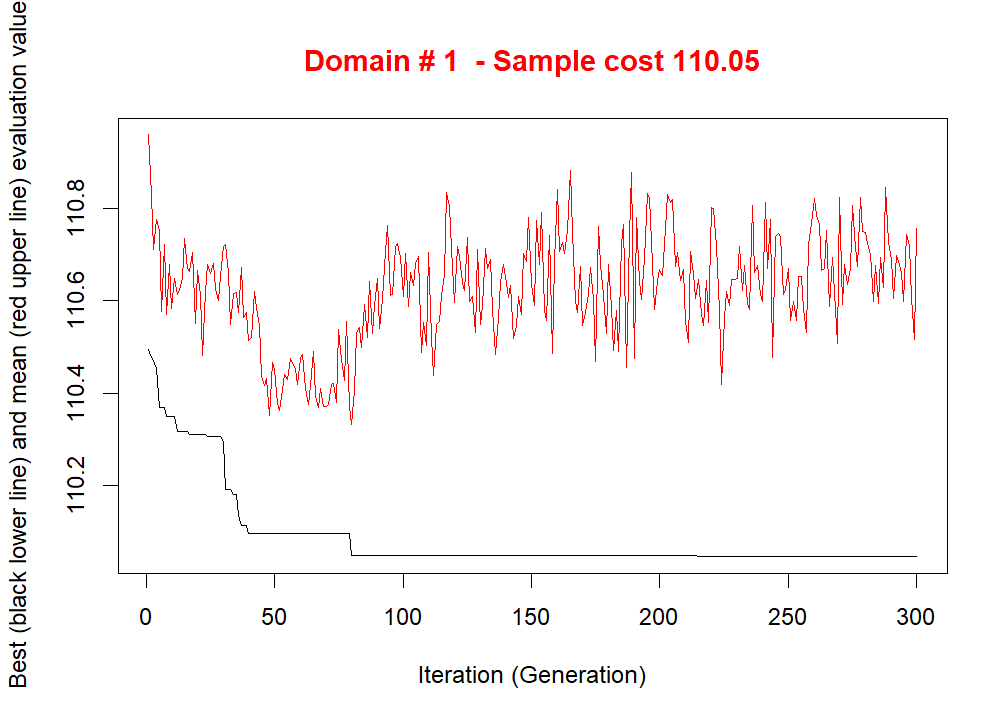 Domain # 1  - Sample cost 110.05
Best (black lower line) and mean (red upper line) evaluation value
110.8
110.6
110.4
110.2
0 50 100 150 200 250 300
Iteration (Generation)